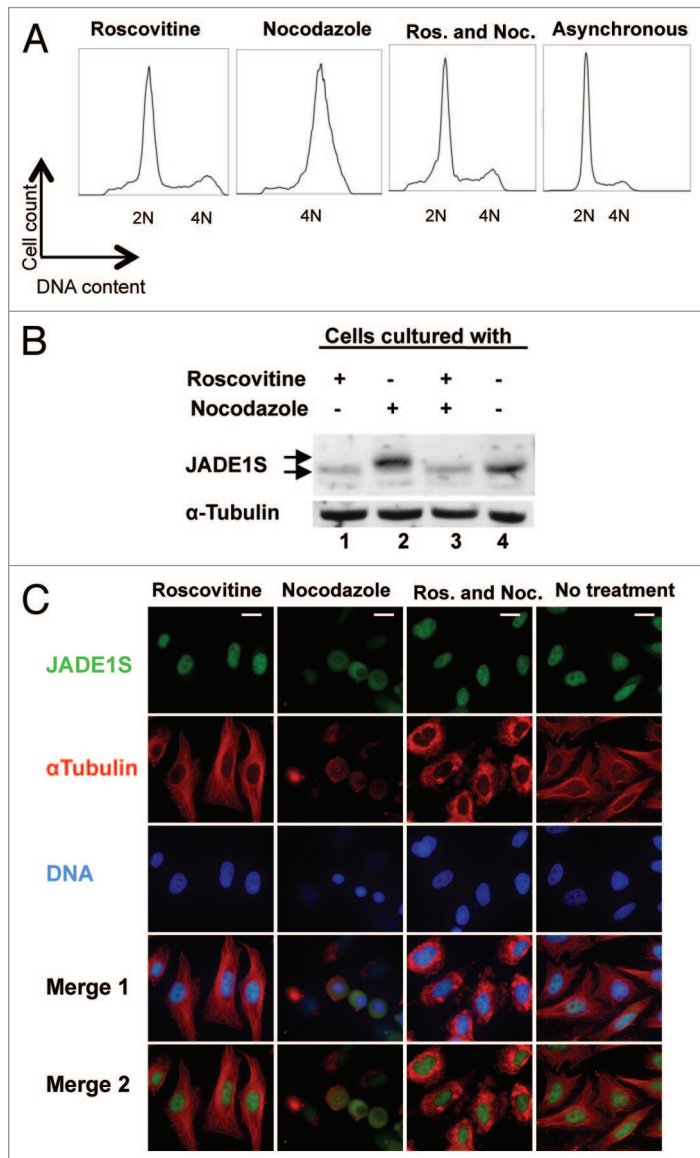 A
Roscovitine Nocodazole Ros. and Noc. Asynchronous
Cell count
2N 4N 4N 2N 4N 2N 4N
DNA content
B
Cells cultured with
Roscovitine + - + -
Nocodazole - + + -
JADE1S
α-Tubulin
1 2 3 4
C
Roscovitine Nocodazole Ros. and Noc. No treatment
JADE1S
αTubulin
DNA
Merge 1
Merge 2